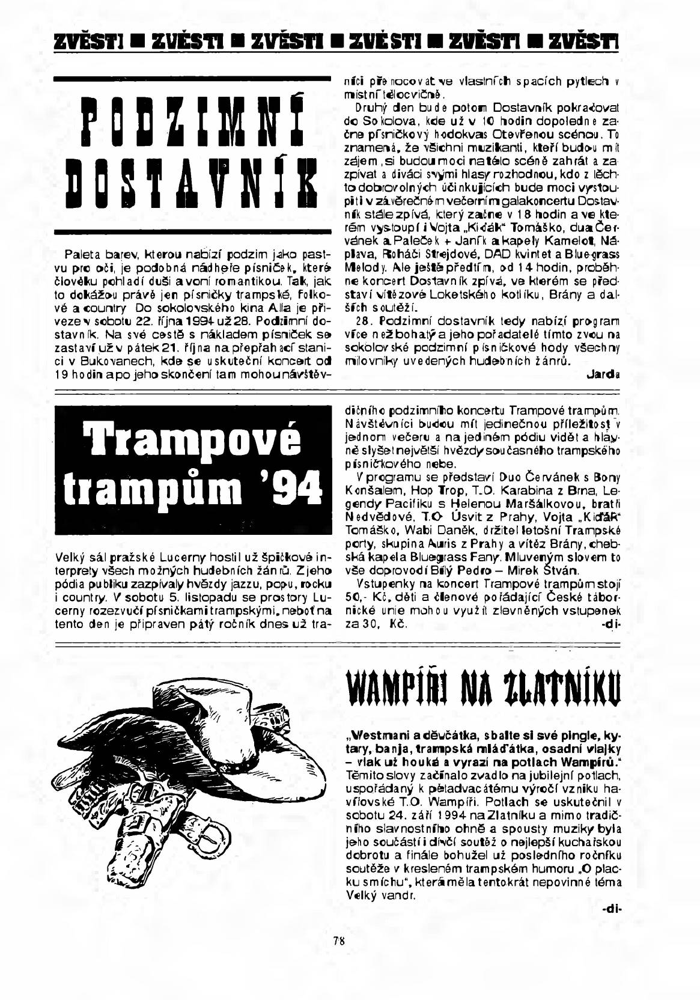 ZVĚSTI ■ ZVĚSTI ■ ZVĚSTI ■ ZVĚSTI ■ ZVĚSTI ■ ZVĚSTI
PODZIMNÍ
DOSTAVNÍK
Paleta barev, kterou nabízí podzim jako past-
vu pro oči, je podobná nádheře písniček, které
člověku pohladí duši a voní romantikou. Tak, jak
to dokážou právě jen písničky trampské, folko-
vé a country Do sokolovského kina Alfa je při-
veze v sobotu 22. října 1994 už 28. Podzimní do-
stavník. Na své cestě s nákladem písniček se
zastaví už v pátek 21. října na přepřahací stani-
ci v Bukovanech, kde se uskuteční koncert od
19 hodin a po jeho skončení tam mohou návštěv-
níci přenocovat ve vlastních spacích pytlech v
místní tělocvičně.
Druhý den bude potom Dostavník pokračovat
do Sokolova, kde už v 10 hodin dopoledne za-
čne písničkový hodokvas Otevřenou scénou. To
znamená, že všichni muzikanti, kteří budou mít
zájem, si budou moci na této scéně zahrát a za
zpívat a diváci svými hlasy rozhodnou, kdo z těch-
to dobrovolných účinkujících bude moci vystou-
piti v závěrečném večerním galakoncertu Dostav-
ník stále zpívá, který začne v 18 hodin a ve kte-
rém vystoupí i Vojta „Kiďák“ Tomáško, dua Čer-
vánek a Paleček + Janík a kapely Kamelot, Ná-
plava, Roháči Strejdové, DAD kvintet a Bluegrass
Melody. Ale ještě předtím, od 14 hodin, proběh-
ne koncert Dostavník zpívá, ve kterém se před-
staví vítězové Loketského kotlíku, Brány a dal-
ších soutěží.
28. Podzimní dostavník tedy nabízí program
více než bohatý a jeho pořadatelé tímto zvou na
sokolovské podzimní písničkové hody všechny
milovníky uvedených hudebních žánrů.
Jarda
Trampové
trampům ’94
Velký sál pražské Lucerny hostil už špičkové in-
terprety všech možných hudebních žánrů. Z jeho
pódia publiku zazpívaly hvězdy jazzu, popu, rocku
i country. V sobotu 5. listopadu se prostory Lu-
cerny rozezvučí písničkami trampskými, neboť na
tento den je připraven pátý ročník dnes už tra-
dičního podzimního koncertu Trampové trampům.
Návštěvníci budou mít jedinečnou příležitost v
jednom večeru a na jediném pódiu vidět a hlav-
ně slyšet největší hvězdy současného trampského
písničkového nebe.
V programu se představí Duo Červánek s Bony
Konšalem, Hop Trop, T.O. Karabina z Brna, Le-
gendy Pacifiku s Helenou Maršálkovou, bratři
Nedvědové, T.O Úsvit z Prahy, Vojta „Kiďák“
Tomáško, Wabi Daněk, držitel letošní Trampské
porty, skupina Auris z Prahy a vítěz Brány, cheb-
ská kapela Bluegrass Fany. Mluveným slovem to
vše doprovodí Bílý Pedro – Mirek Štván.
Vstupenky na koncert Trampové trampům stojí
50,- Kč, děti a členové pořádající České tábor-
nické unie mohou využít zlevněných vstupenek
za 30, Kč.
-di-
WAMPÍŘI NA ZLATNÍKU
„Westmani a děvčátka, sbalte si své pingle, ky-
tary, banja, trampská mláďátka, osadní vlajky
– vlak už houká a vyrazí na potlach Wampírů.“
Těmito slovy začínalo zvadlo na jubilejní potlach,
uspořádaný k pětadvacátému výročí vzniku ha-
vířovské T.O. Wampíři. Potlach se uskutečnil v
sobotu 24. září 1994 na Zlatníku a mimo tradič-
ního slavnostního ohně a spousty muziky byla
jeho součástí i dívčí soutěž o nejlepší kuchařskou
dobrotu a finále bohužel už posledního ročníku
soutěže v kresleném trampském humoru „O plac-
ku smíchu“, která měla tentokrát nepovinné téma
Velký vandr.
-di-
78